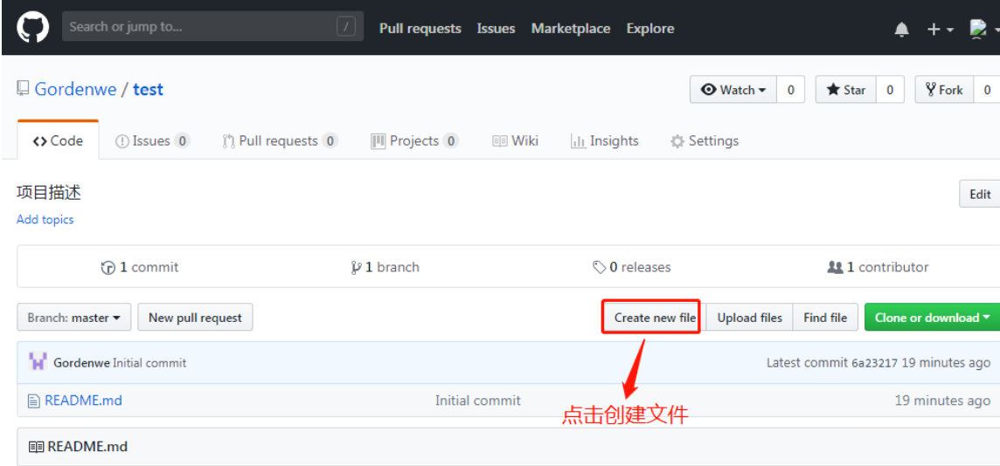 Search or jump to... / Pull requests Issues Marketplace Explore
Gordenwe / test Watch 0 Star 0 Fork 0
Code Issues 0 Pull requests 0 Projects 0 Wiki Insights Settings
项目描述 Edit
Add topics
1 commit 1 branch 0 releases 1 contributor
Branch: master New pull request Create new file Upload files Find file Clone or download
Gordenwe Initial commit Latest commit 6a23217 19 minutes ago
README.md Initial commit 19 minutes ago
点击创建文件
README.md